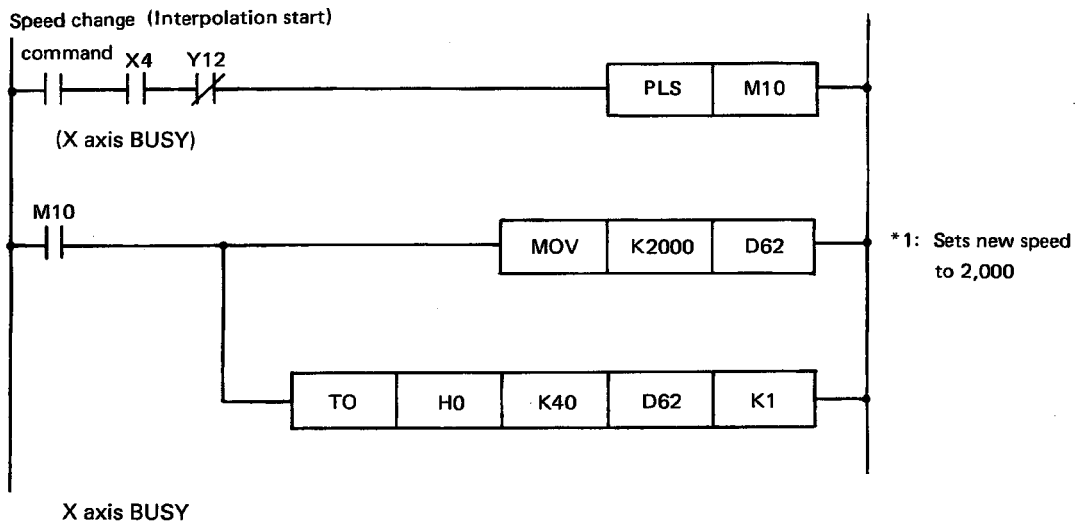 Speed change (Interpolation start)
command X4 Y12
PLS M10
(X axis BUSY)
M10
MOV K2000 D62
*1: Sets new speed
to 2,000
TO H0 K40 D62 K1
X axis BUSY